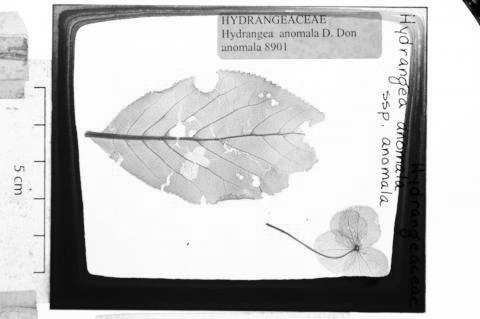 HYDRANGEACEAE
Hydrangea anomala D. Don
anomala 8901
Hydrangea anomala
ssp. anomala
Hydrangeaceae
5 cm